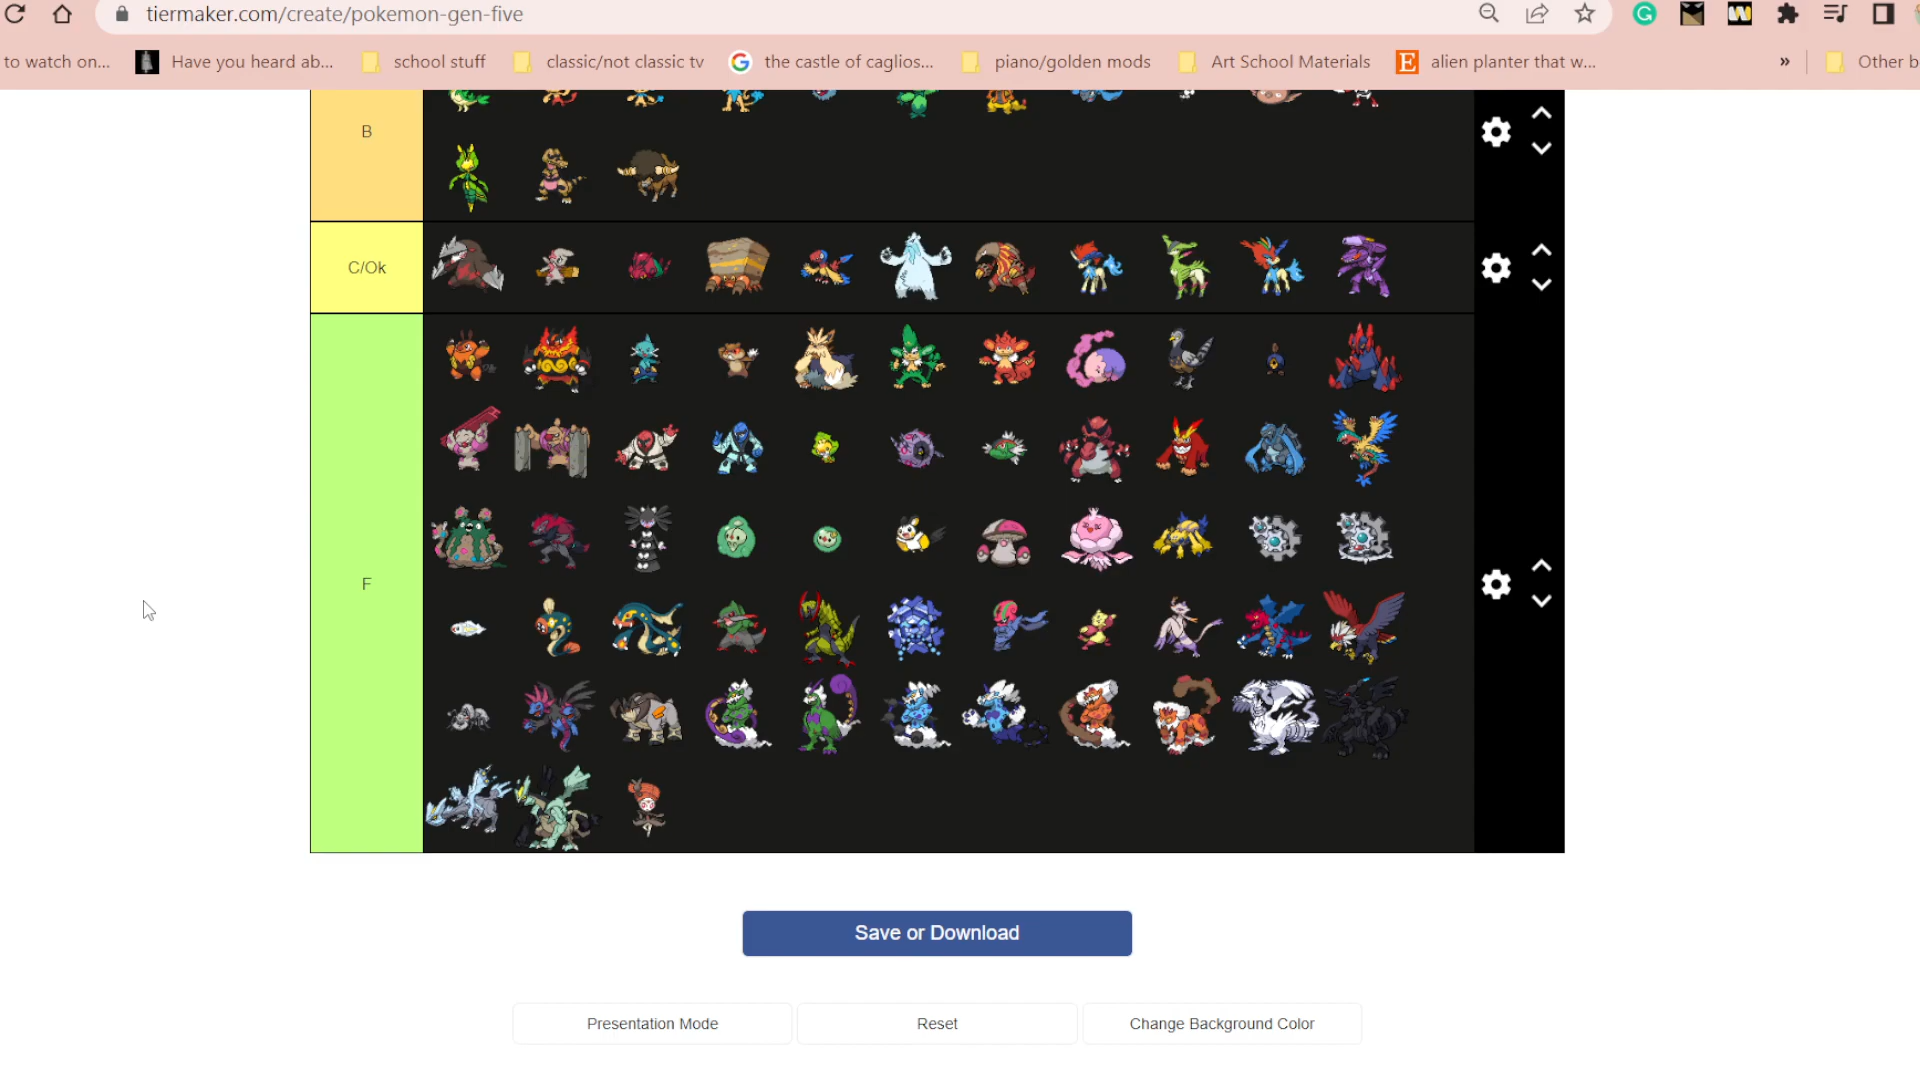 tiermaker.com/create/pokemon-gen-five
to watch on... Have you heard ab... school stuff classic/not classic tv the castle of caglios... piano/golden mods Art School Materials alien planter that w... » Other b
B
C/Ok
F
Save or Download
Presentation Mode Reset Change Background Color